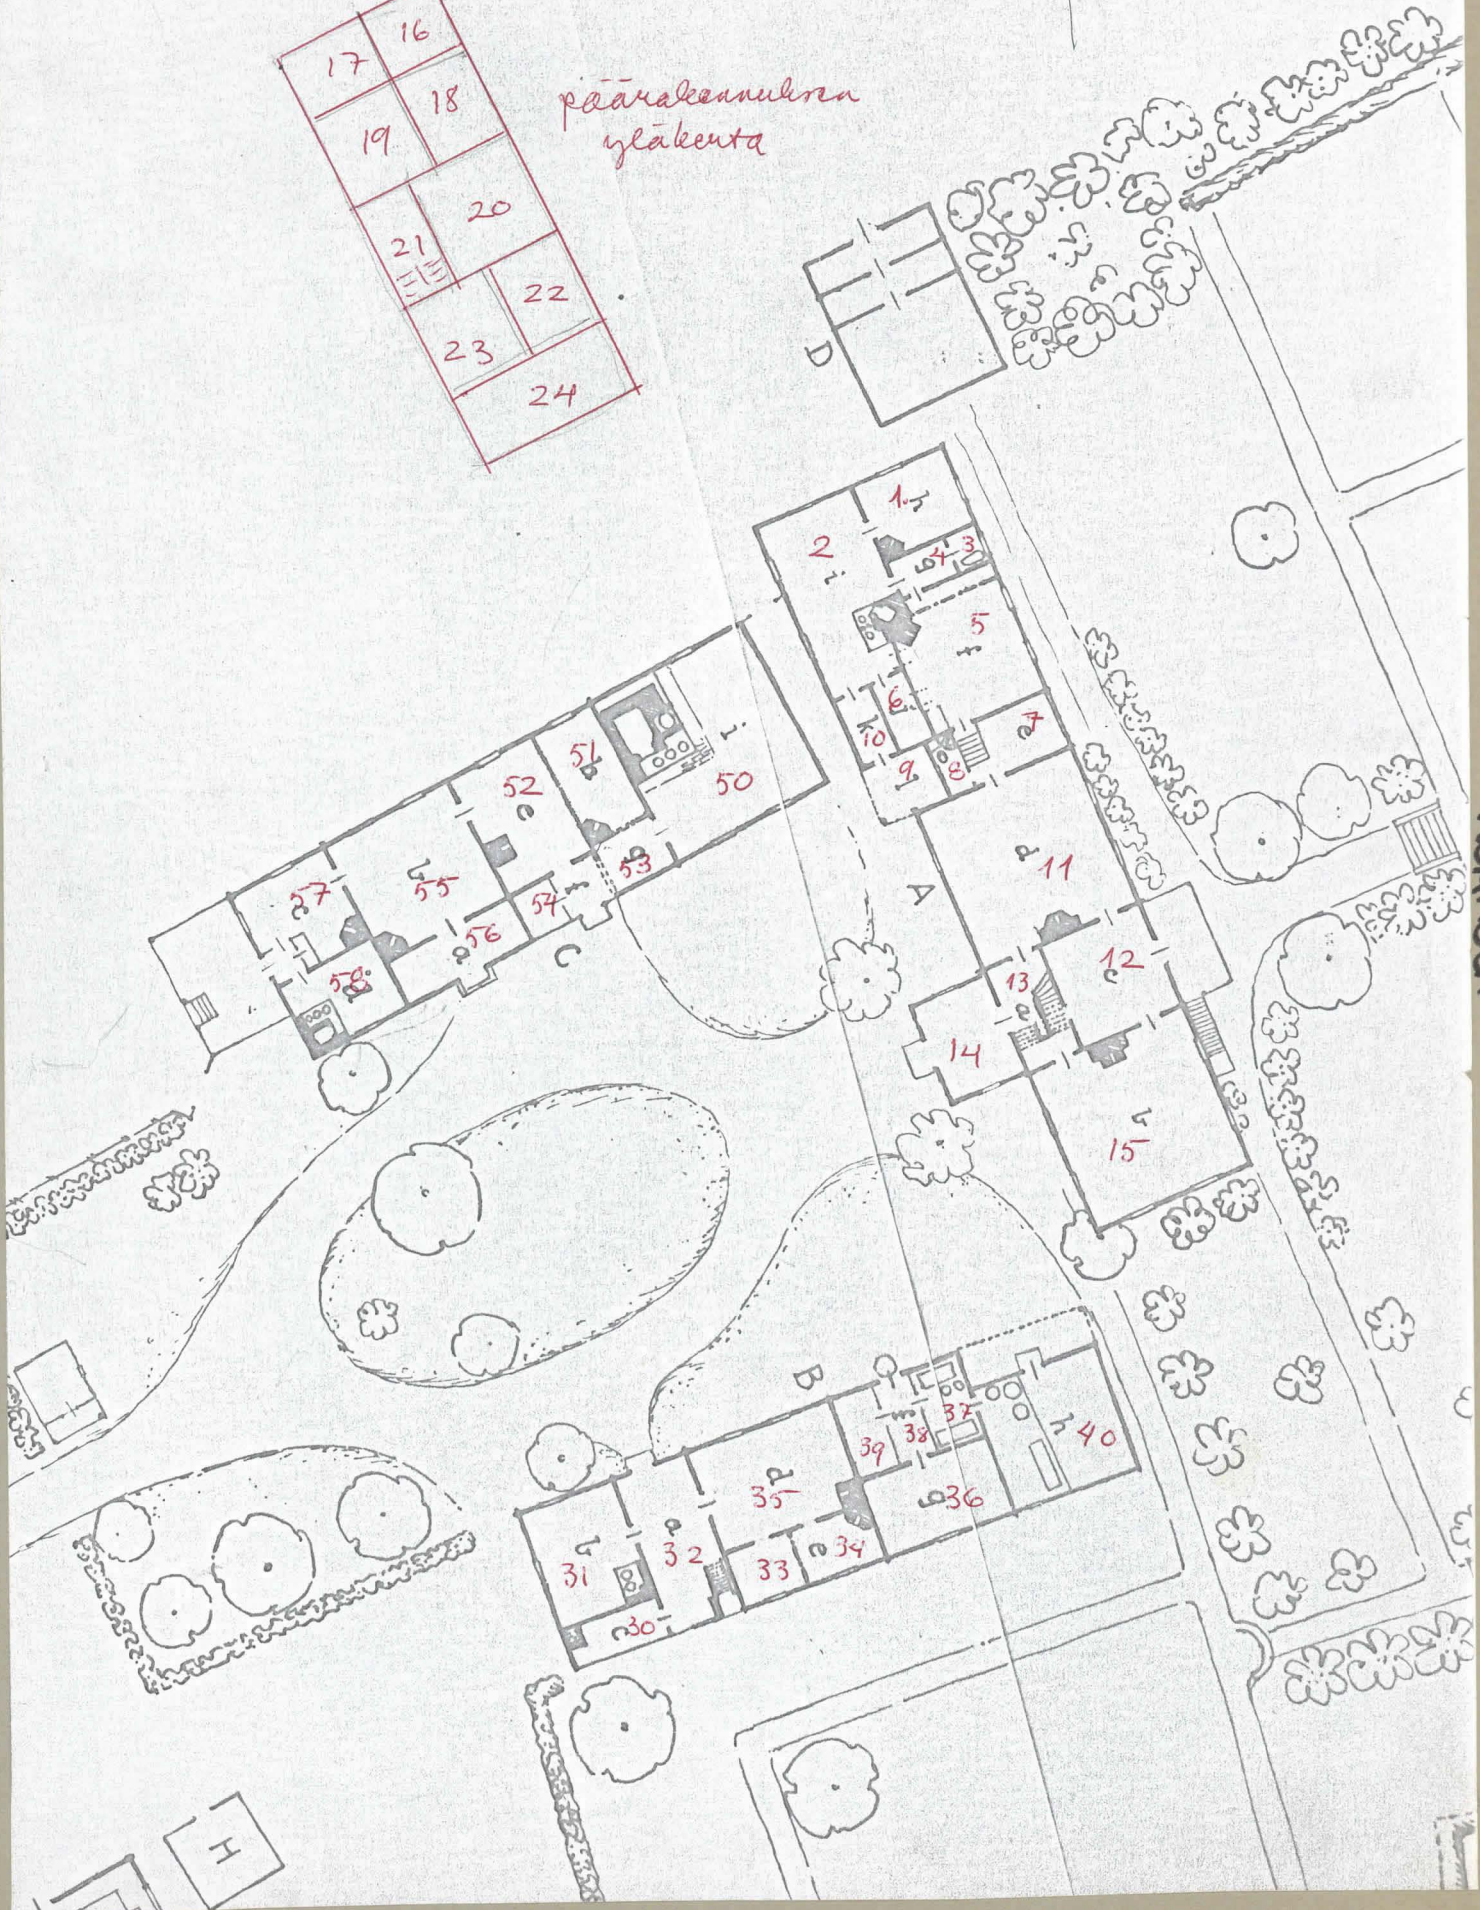 16
17
18
19
20
21
22
23
24
päärakennuksen
yläkerta
D
1. h
2
i
3
4
g
5
f
6
7
e
k
10
9
8
A
d
11
12
c
13
a
14
b
15
i
50
51
52
e
53
g
54
f
55
b
56
a
57
c
58
d
C
B
39
38
f
37
h
40
g 36
d
35
a
32
b
31
33
e 34
c 30
H